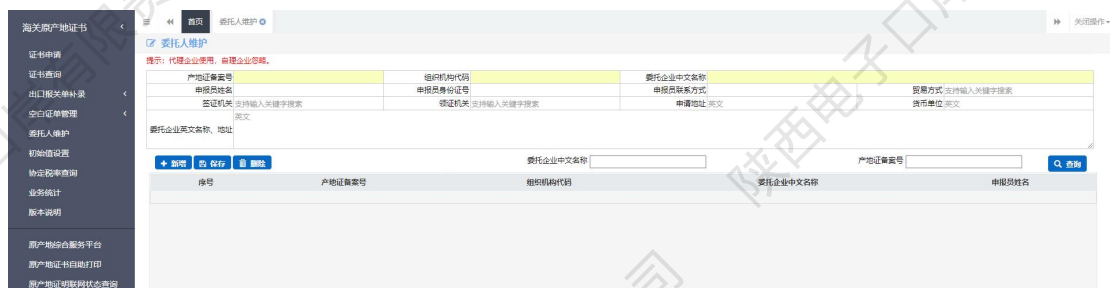 海关原产地证书
首页 委托人维护 关闭操作
证书申请
证书查询
出口报关单补录
空白证单管理
委托人维护
初始值设置
协定税率查询
业务统计
版本说明
原产地综合服务平台
原产地证书自助打印
原产地证明联网状态查询
委托人维护
提示：代理企业使用，自理企业忽略。
产地证备案号 组织机构代码 委托企业中文名称
申报员姓名 申报员身份证号 申报员联系方式 贸易方式 支持输入关键字搜索
签证机关 支持输入关键字搜索 领证机关 支持输入关键字搜索 申请地址 英文 货币单位 英文
委托企业英文名称、地址 英文
新增 保存 删除 委托企业中文名称 产地证备案号 查询
序号 产地证备案号 组织机构代码 委托企业中文名称 申报员姓名
陕西电子口岸